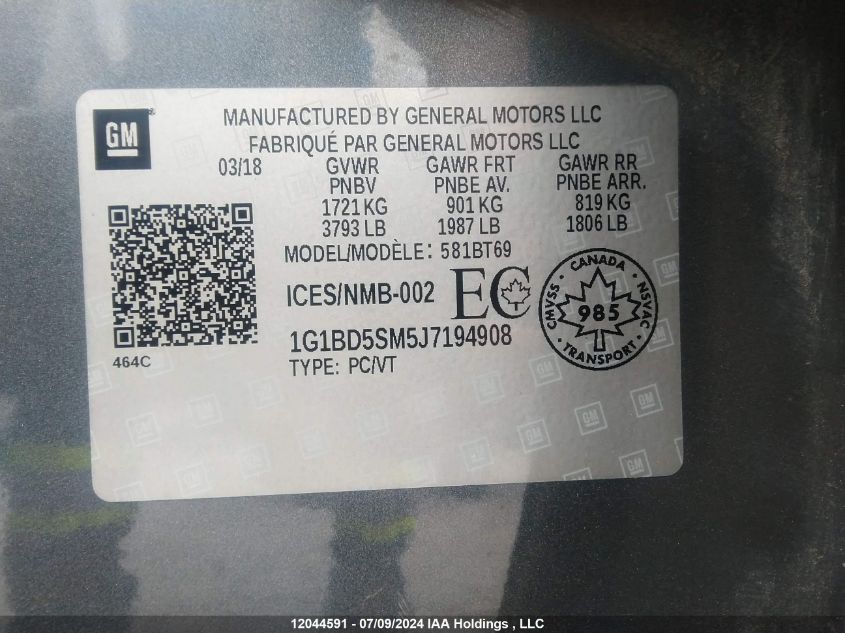 GM
MANUFACTURED BY GENERAL MOTORS LLC
FABRIQUÉ PAR GENERAL MOTORS LLC
03/18 GVWR GAWR FRT GAWR RR
PNBV PNBE AV. PNBE ARR.
1721 KG 901 KG 819 KG
3793 LB 1987 LB 1806 LB
MODEL/MODÈLE: 581BT69
ICES/NMB-002 EC
CANADA
CMVSS 985 NSVAC
TRANSPORT
1G1BD5SM5J7194908
464C
TYPE: PC/VT
12044591 - 07/09/2024 IAA Holdings , LLC